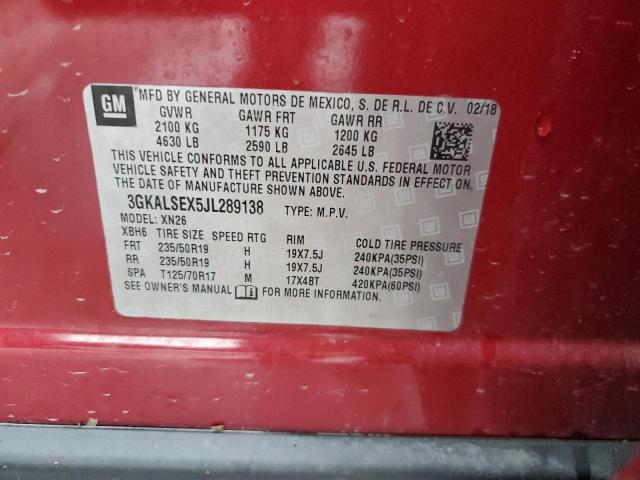 GM
MFD BY GENERAL MOTORS DE MEXICO, S. DE R.L. DE C.V. 02/18
GVWR GAWR FRT GAWR RR
2100 KG 1175 KG 1200 KG
4630 LB 2590 LB 2645 LB
THIS VEHICLE CONFORMS TO ALL APPLICABLE U.S. FEDERAL MOTOR
VEHICLE SAFETY AND THEFT PREVENTION STANDARDS IN EFFECT ON
THE DATE OF MANUFACTURE SHOWN ABOVE.
3GKALSEX5JL289138 TYPE: M.P.V.
MODEL: XN26
XBH6 TIRE SIZE SPEED RTG RIM COLD TIRE PRESSURE
FRT 235/50R19 H 19X7.5J 240KPA(35PSI)
RR 235/50R19 H 19X7.5J 240KPA(35PSI)
SPA T125/70R17 M 17X4BT 420KPA(60PSI)
SEE OWNER'S MANUAL FOR MORE INFORMATION.